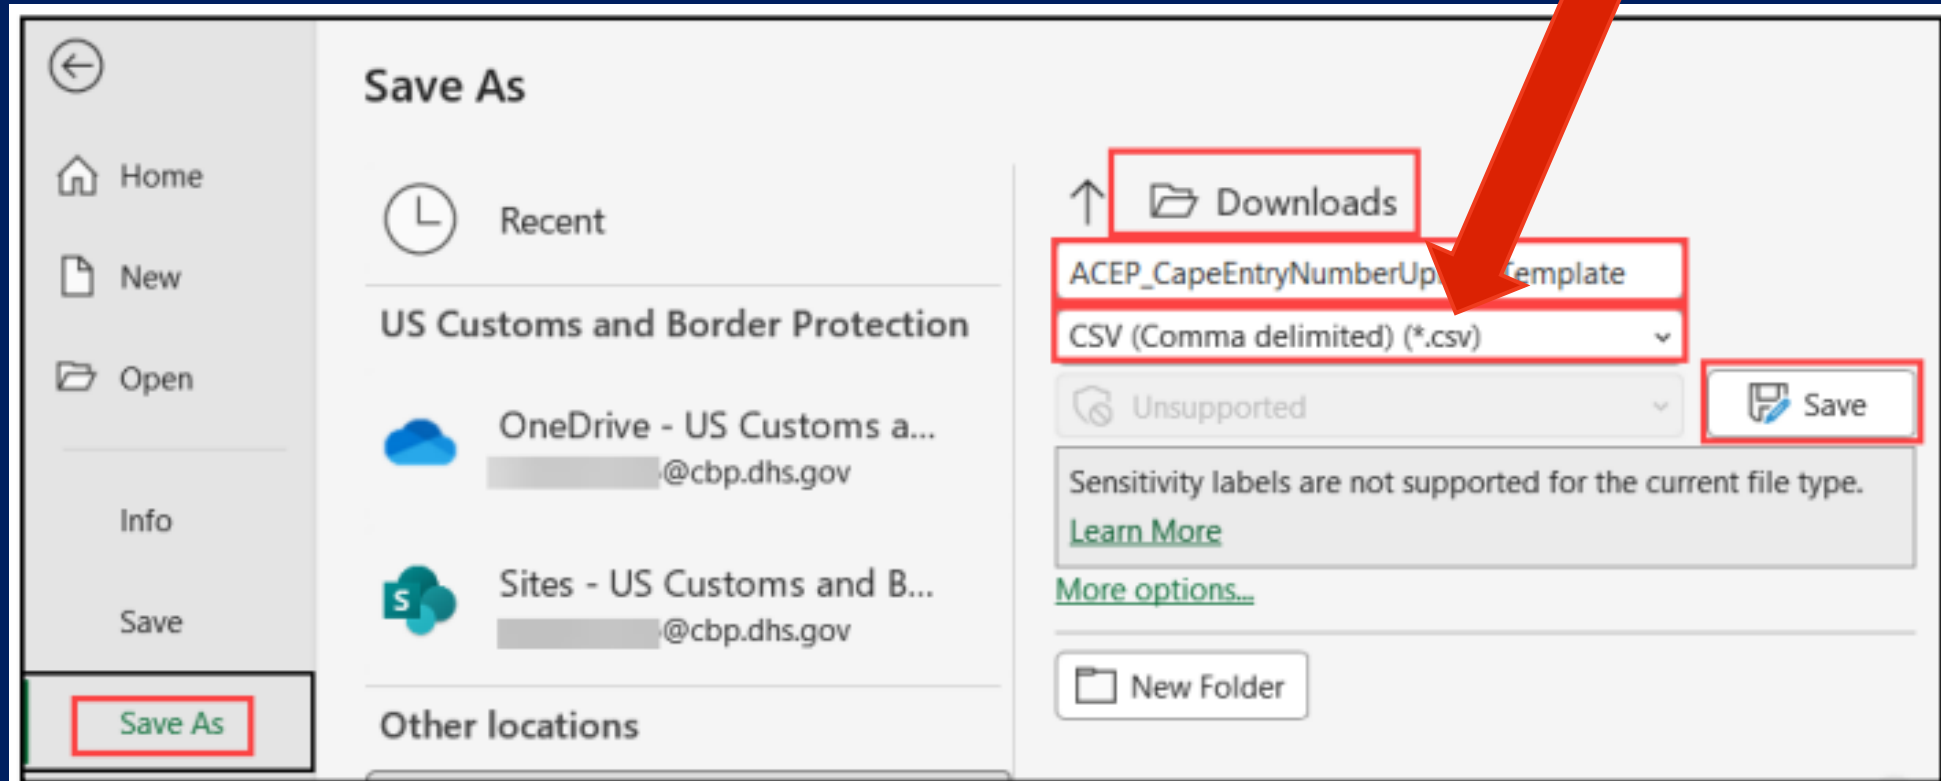 Save As
Home
New
Open
Info
Save
Save As
Recent
US Customs and Border Protection
OneDrive - US Customs a...
@cbp.dhs.gov
Sites - US Customs and B...
@cbp.dhs.gov
Other locations
Downloads
CSV (Comma delimited) (*.csv)
Unsupported
Save
Sensitivity labels are not supported for the current file type.
Learn More
More options...
New Folder